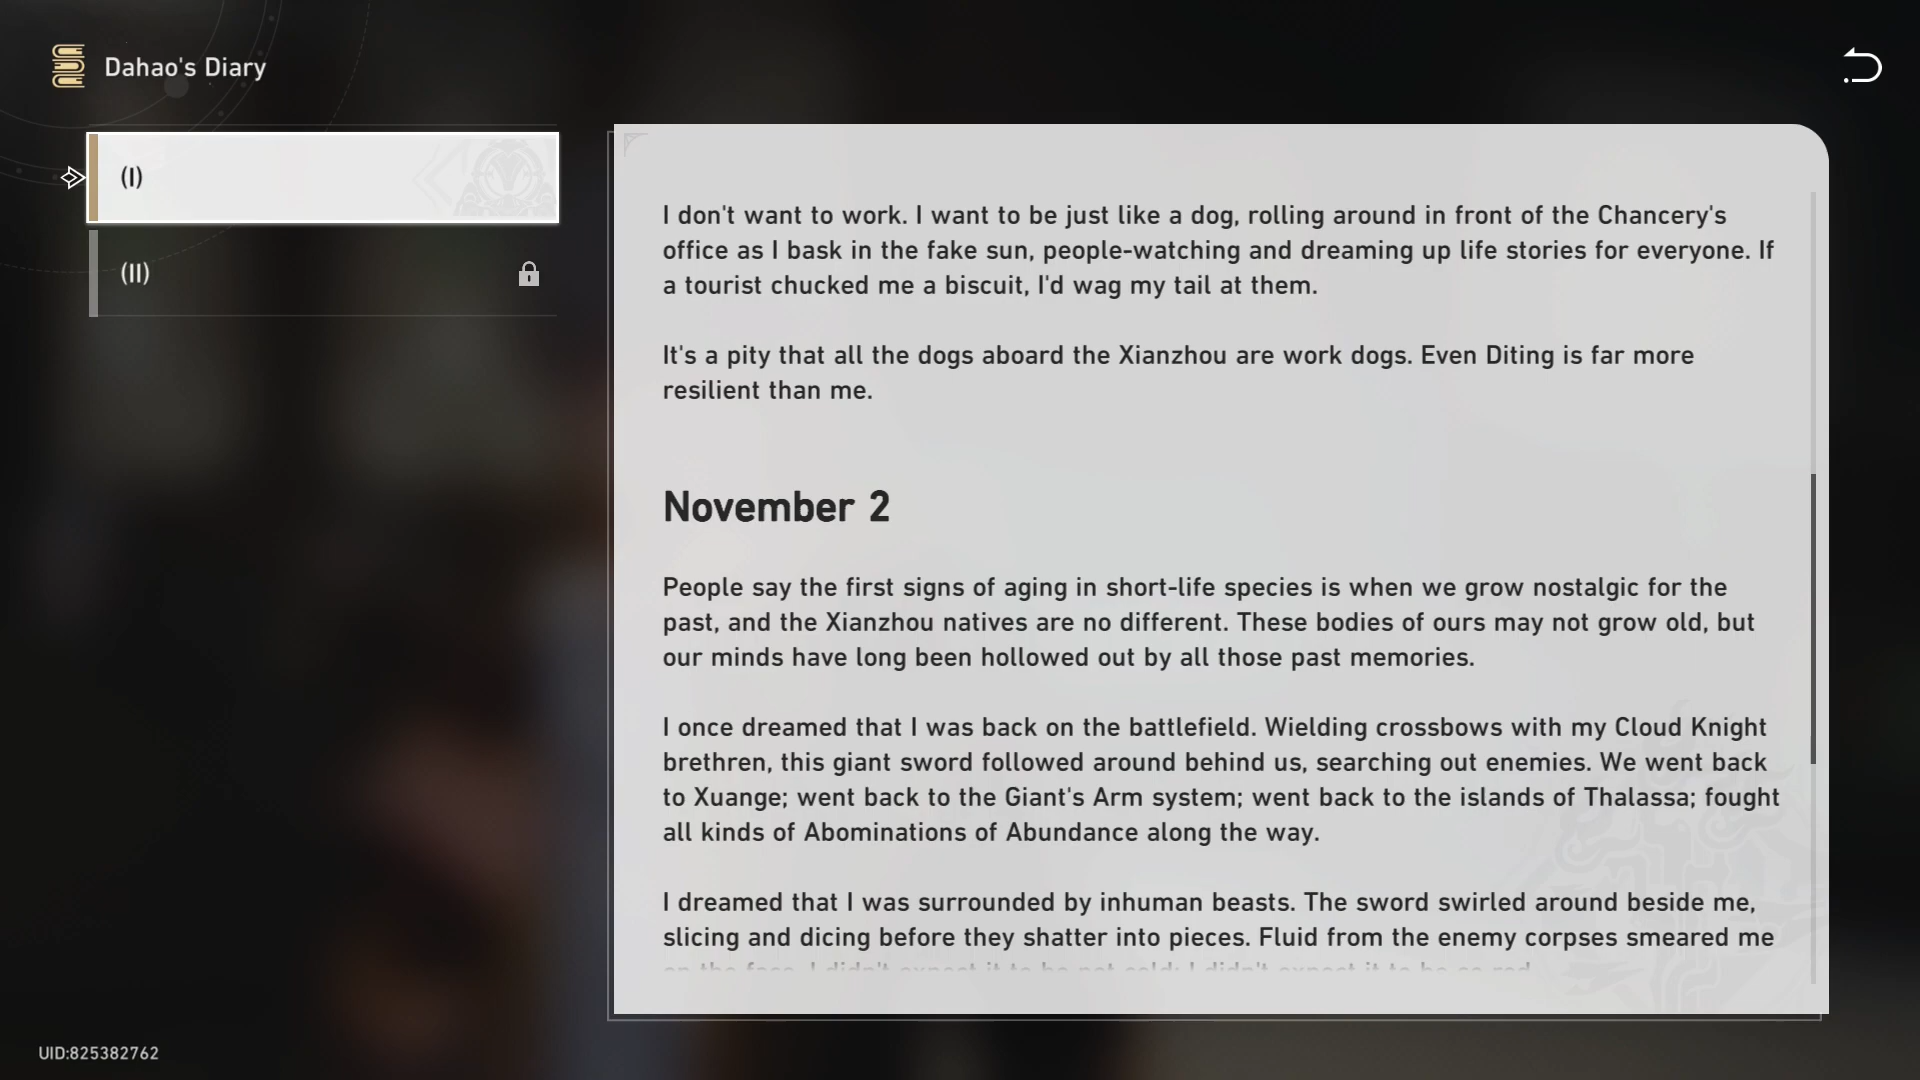 Dahao's Diary
(I)
(II)
I don't want to work. I want to be just like a dog, rolling around in front of the Chancery's
office as I bask in the fake sun, people-watching and dreaming up life stories for everyone. If
a tourist chucked me a biscuit, I'd wag my tail at them.
It's a pity that all the dogs aboard the Xianzhou are work dogs. Even Diting is far more
resilient than me.
November 2
People say the first signs of aging in short-life species is when we grow nostalgic for the
past, and the Xianzhou natives are no different. These bodies of ours may not grow old, but
our minds have long been hollowed out by all those past memories.
I once dreamed that I was back on the battlefield. Wielding crossbows with my Cloud Knight
brethren, this giant sword followed around behind us, searching out enemies. We went back
to Xuange; went back to the Giant's Arm system; went back to the islands of Thalassa; fought
all kinds of Abominations of Abundance along the way.
I dreamed that I was surrounded by inhuman beasts. The sword swirled around beside me,
slicing and dicing before they shatter into pieces. Fluid from the enemy corpses smeared me
on the face. I didn't expect it to be
UID:825382762